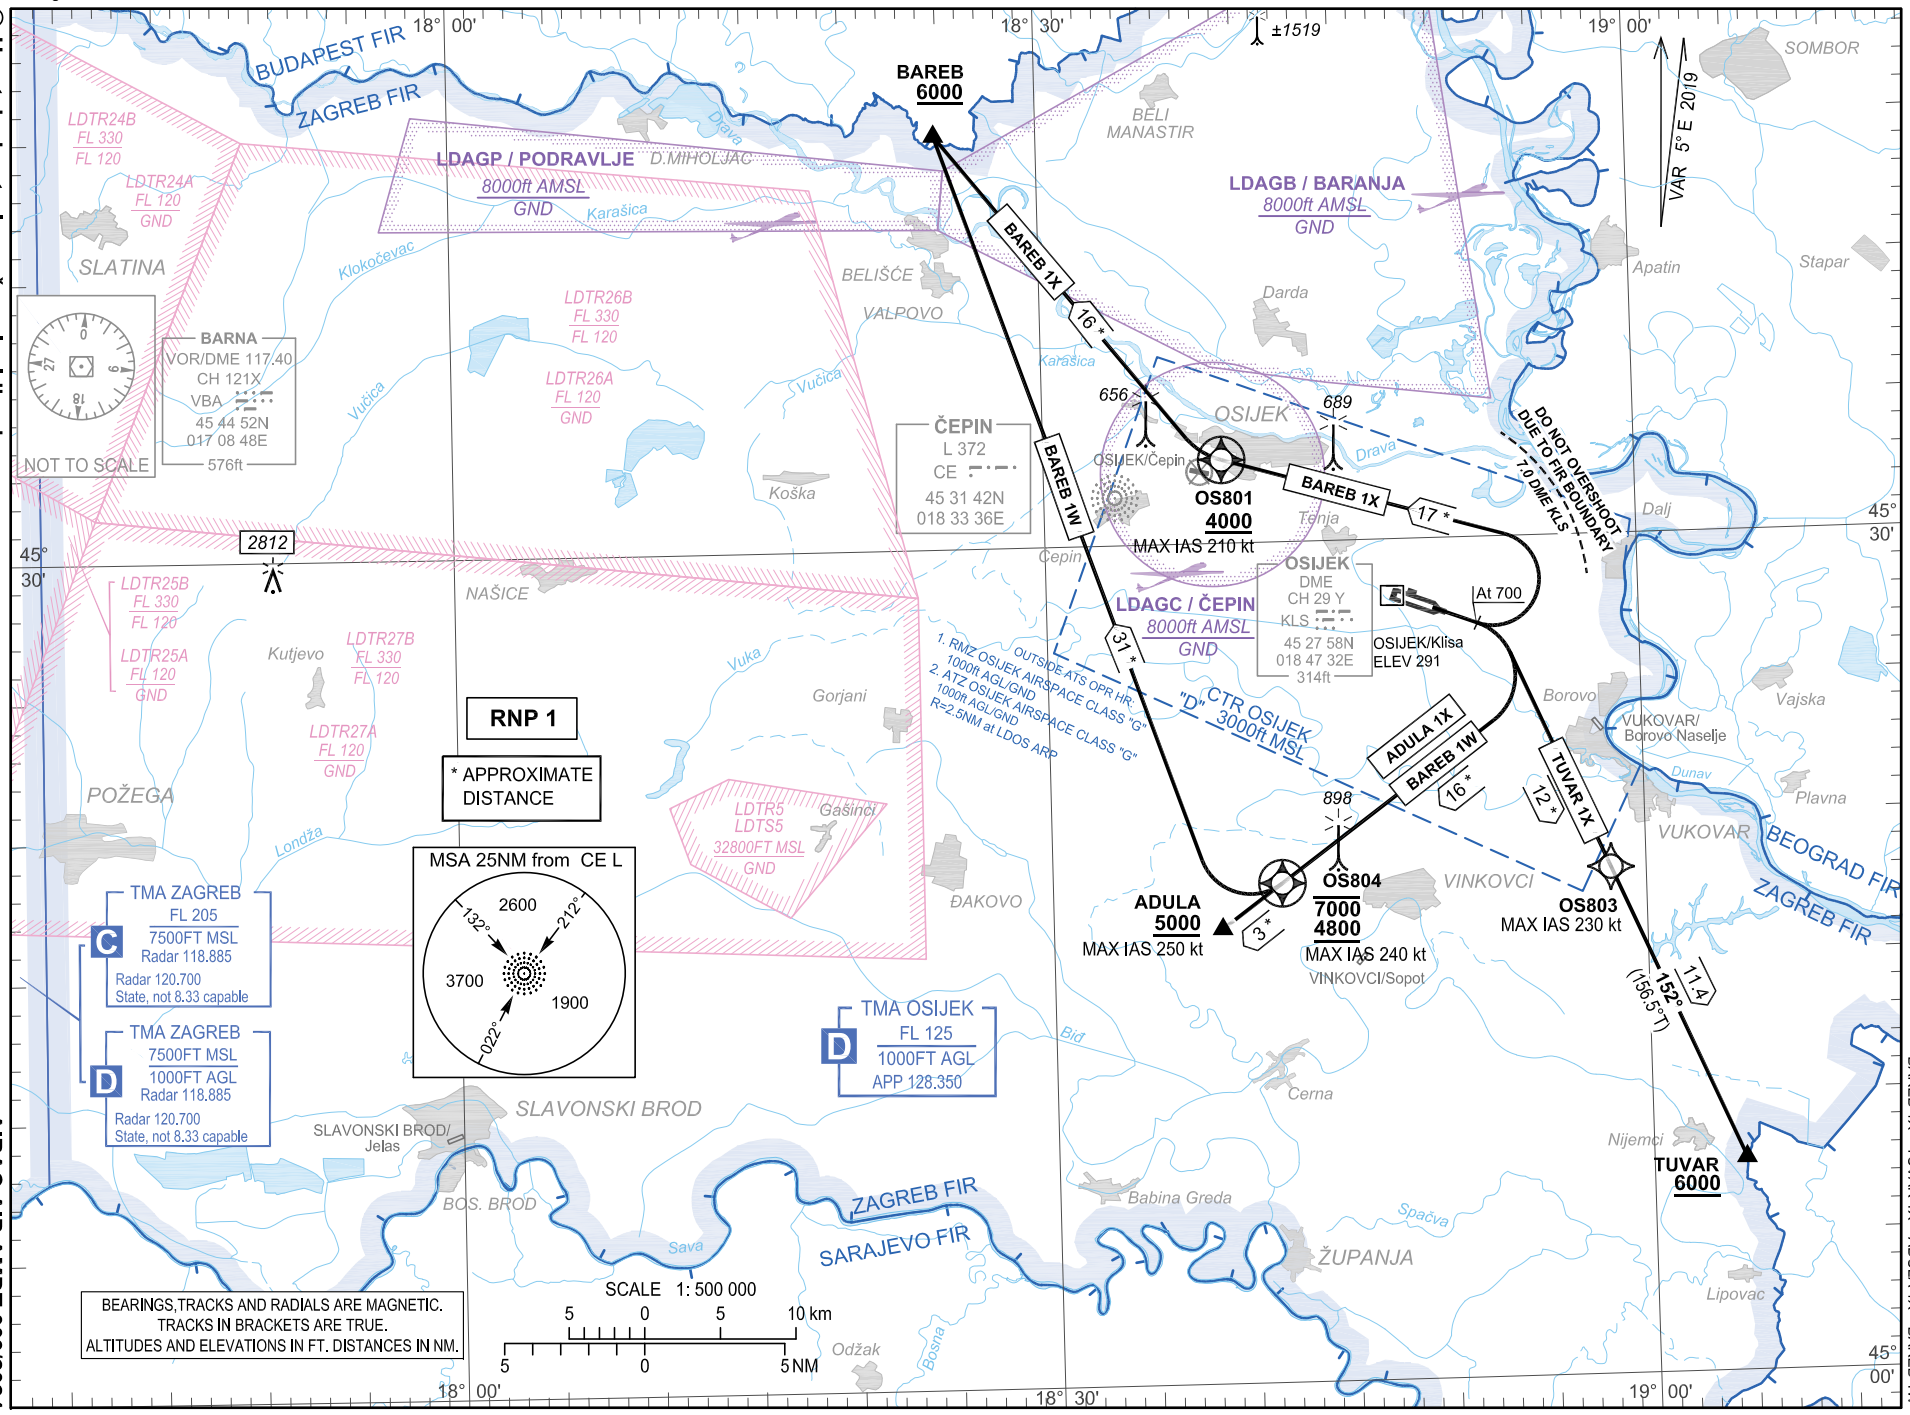 18° 00'
18° 30'
19° 00'
BUDAPEST FIR
ZAGREB FIR
BAREB
6000
±1519
SOMBOR
BELI
MANASTIR
VAR 5° E 2019
LDTR24B
FL 330
FL 120
LDTR24A
FL 120
GND
SLATINA
LDAGP / PODRAVLJE
8000ft AMSL
GND
D.MIHOLJAC
Drava
Karašica
Klokočevac
LDAGB / BARANJA
8000ft AMSL
GND
Apatin
Stapar
BELIŠĆE
VALPOVO
BAREB 1X
16 *
Darda
Karašica
0
9
18
27
NOT TO SCALE
BARNA
VOR/DME 117.40
CH 121X
VBA
45 44 52N
017 08 48E
576ft
LDTR26B
FL 330
FL 120
LDTR26A
FL 120
GND
Vučica
Vučica
Koška
ČEPIN
L 372
CE
45 31 42N
018 33 36E
656
689
OSIJEK
OSIJEK/Čepin
OS801
4000
MAX IAS 210 kt
BAREB 1X
17 *
Drava
Tenja
DO NOT OVERSHOOT
DUE TO FIR BOUNDARY
7.0 DME KLS
Dalj
45°
30'
BAREB 1W
Čepin
2812
45°
30'
NAŠICE
LDTR25B
FL 330
FL 120
LDTR25A
FL 120
GND
Kutjevo
LDTR27B
FL 330
FL 120
LDTR27A
FL 120
GND
LDAGC / ČEPIN
8000ft AMSL
GND
OSIJEK
DME
CH 29 Y
KLS
45 27 58N
018 47 32E
314ft
At 700
OSIJEK/Klisa
ELEV 291
31 *
Vuka
OUTSIDE ATS OPR HR:
1. RMZ OSIJEK AIRSPACE CLASS "G"
1000ft AGL/GND
2. ATZ OSIJEK AIRSPACE CLASS "G"
1000ft AGL/GND
R=2.5NM at LDOS ARP
CTR OSIJEK
"D" 3000ft MSL
Borovo
VUKOVAR/
Borovo Naselje
Vajska
Dunav
Plavna
VUKOVAR
BEOGRAD FIR
ZAGREB FIR
RNP 1
* APPROXIMATE
DISTANCE
Gorjani
ADULA 1X
BAREB 1W
16 *
TUVAR 1X
12 *
POŽEGA
Londža
LDTR5
LDTS5
32800FT MSL
GND
Gašinci
898
MSA 25NM from CE L
2600
132°
212°
3700
1900
022°
ĐAKOVO
ADULA
5000
MAX IAS 250 kt
3 *
OS804
7000
4800
MAX IAS 240 kt
VINKOVCI/Sopot
VINKOVCI
OS803
MAX IAS 230 kt
152°
(156.5°T)
11.4
TMA ZAGREB
FL 205
7500FT MSL
Radar 118.885
Radar 120.700
State, not 8.33 capable
C
TMA ZAGREB
7500FT MSL
1000FT AGL
Radar 118.885
Radar 120.700
State, not 8.33 capable
D
TMA OSIJEK
FL 125
1000FT AGL
APP 128.350
D
Biđ
Cerna
SLAVONSKI BROD
SLAVONSKI BROD/
Jelas
BOS. BROD
Nijemci
TUVAR
6000
Babina Greda
ZAGREB FIR
SARAJEVO FIR
Sava
Spačva
ŽUPANJA
Lipovac
Odžak
Bosna
SCALE 1: 500 000
5 0 5 10 km
5 0 5 NM
BEARINGS,TRACKS AND RADIALS ARE MAGNETIC.
TRACKS IN BRACKETS ARE TRUE.
ALTITUDES AND ELEVATIONS IN FT. DISTANCES IN NM.
45°
00'
18° 00'
18° 30'
19° 00'